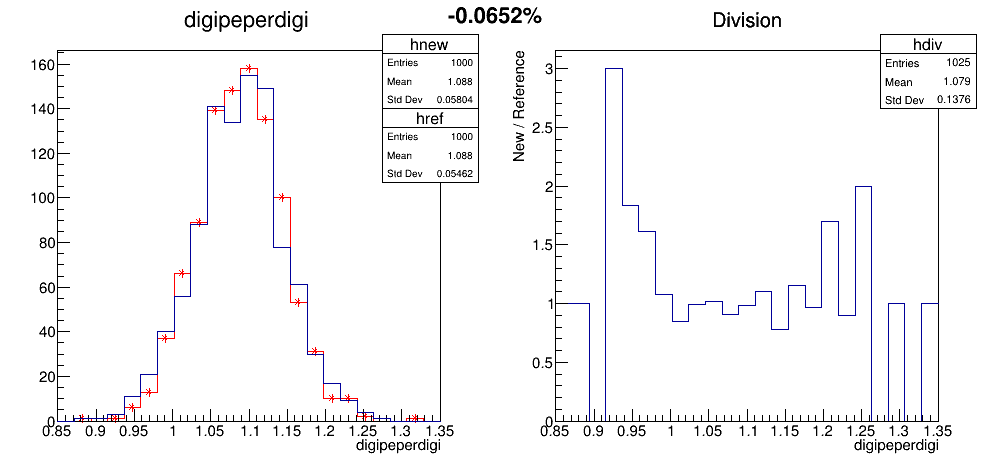 -0.0652%
digipeperdigi
hnew
Entries 1000
Mean 1.088
Std Dev 0.05804
href
Entries 1000
Mean 1.088
Std Dev 0.05462
160
140
120
100
80
60
40
20
0
0.85 0.9 0.95 1 1.05 1.1 1.15 1.2 1.25 1.3 1.35
digipeperdigi
Division
hdiv
Entries 1025
Mean 1.079
Std Dev 0.1376
New / Reference
3
2.5
2
1.5
1
0.5
0
0.85 0.9 0.95 1 1.05 1.1 1.15 1.2 1.25 1.3 1.35
digipeperdigi